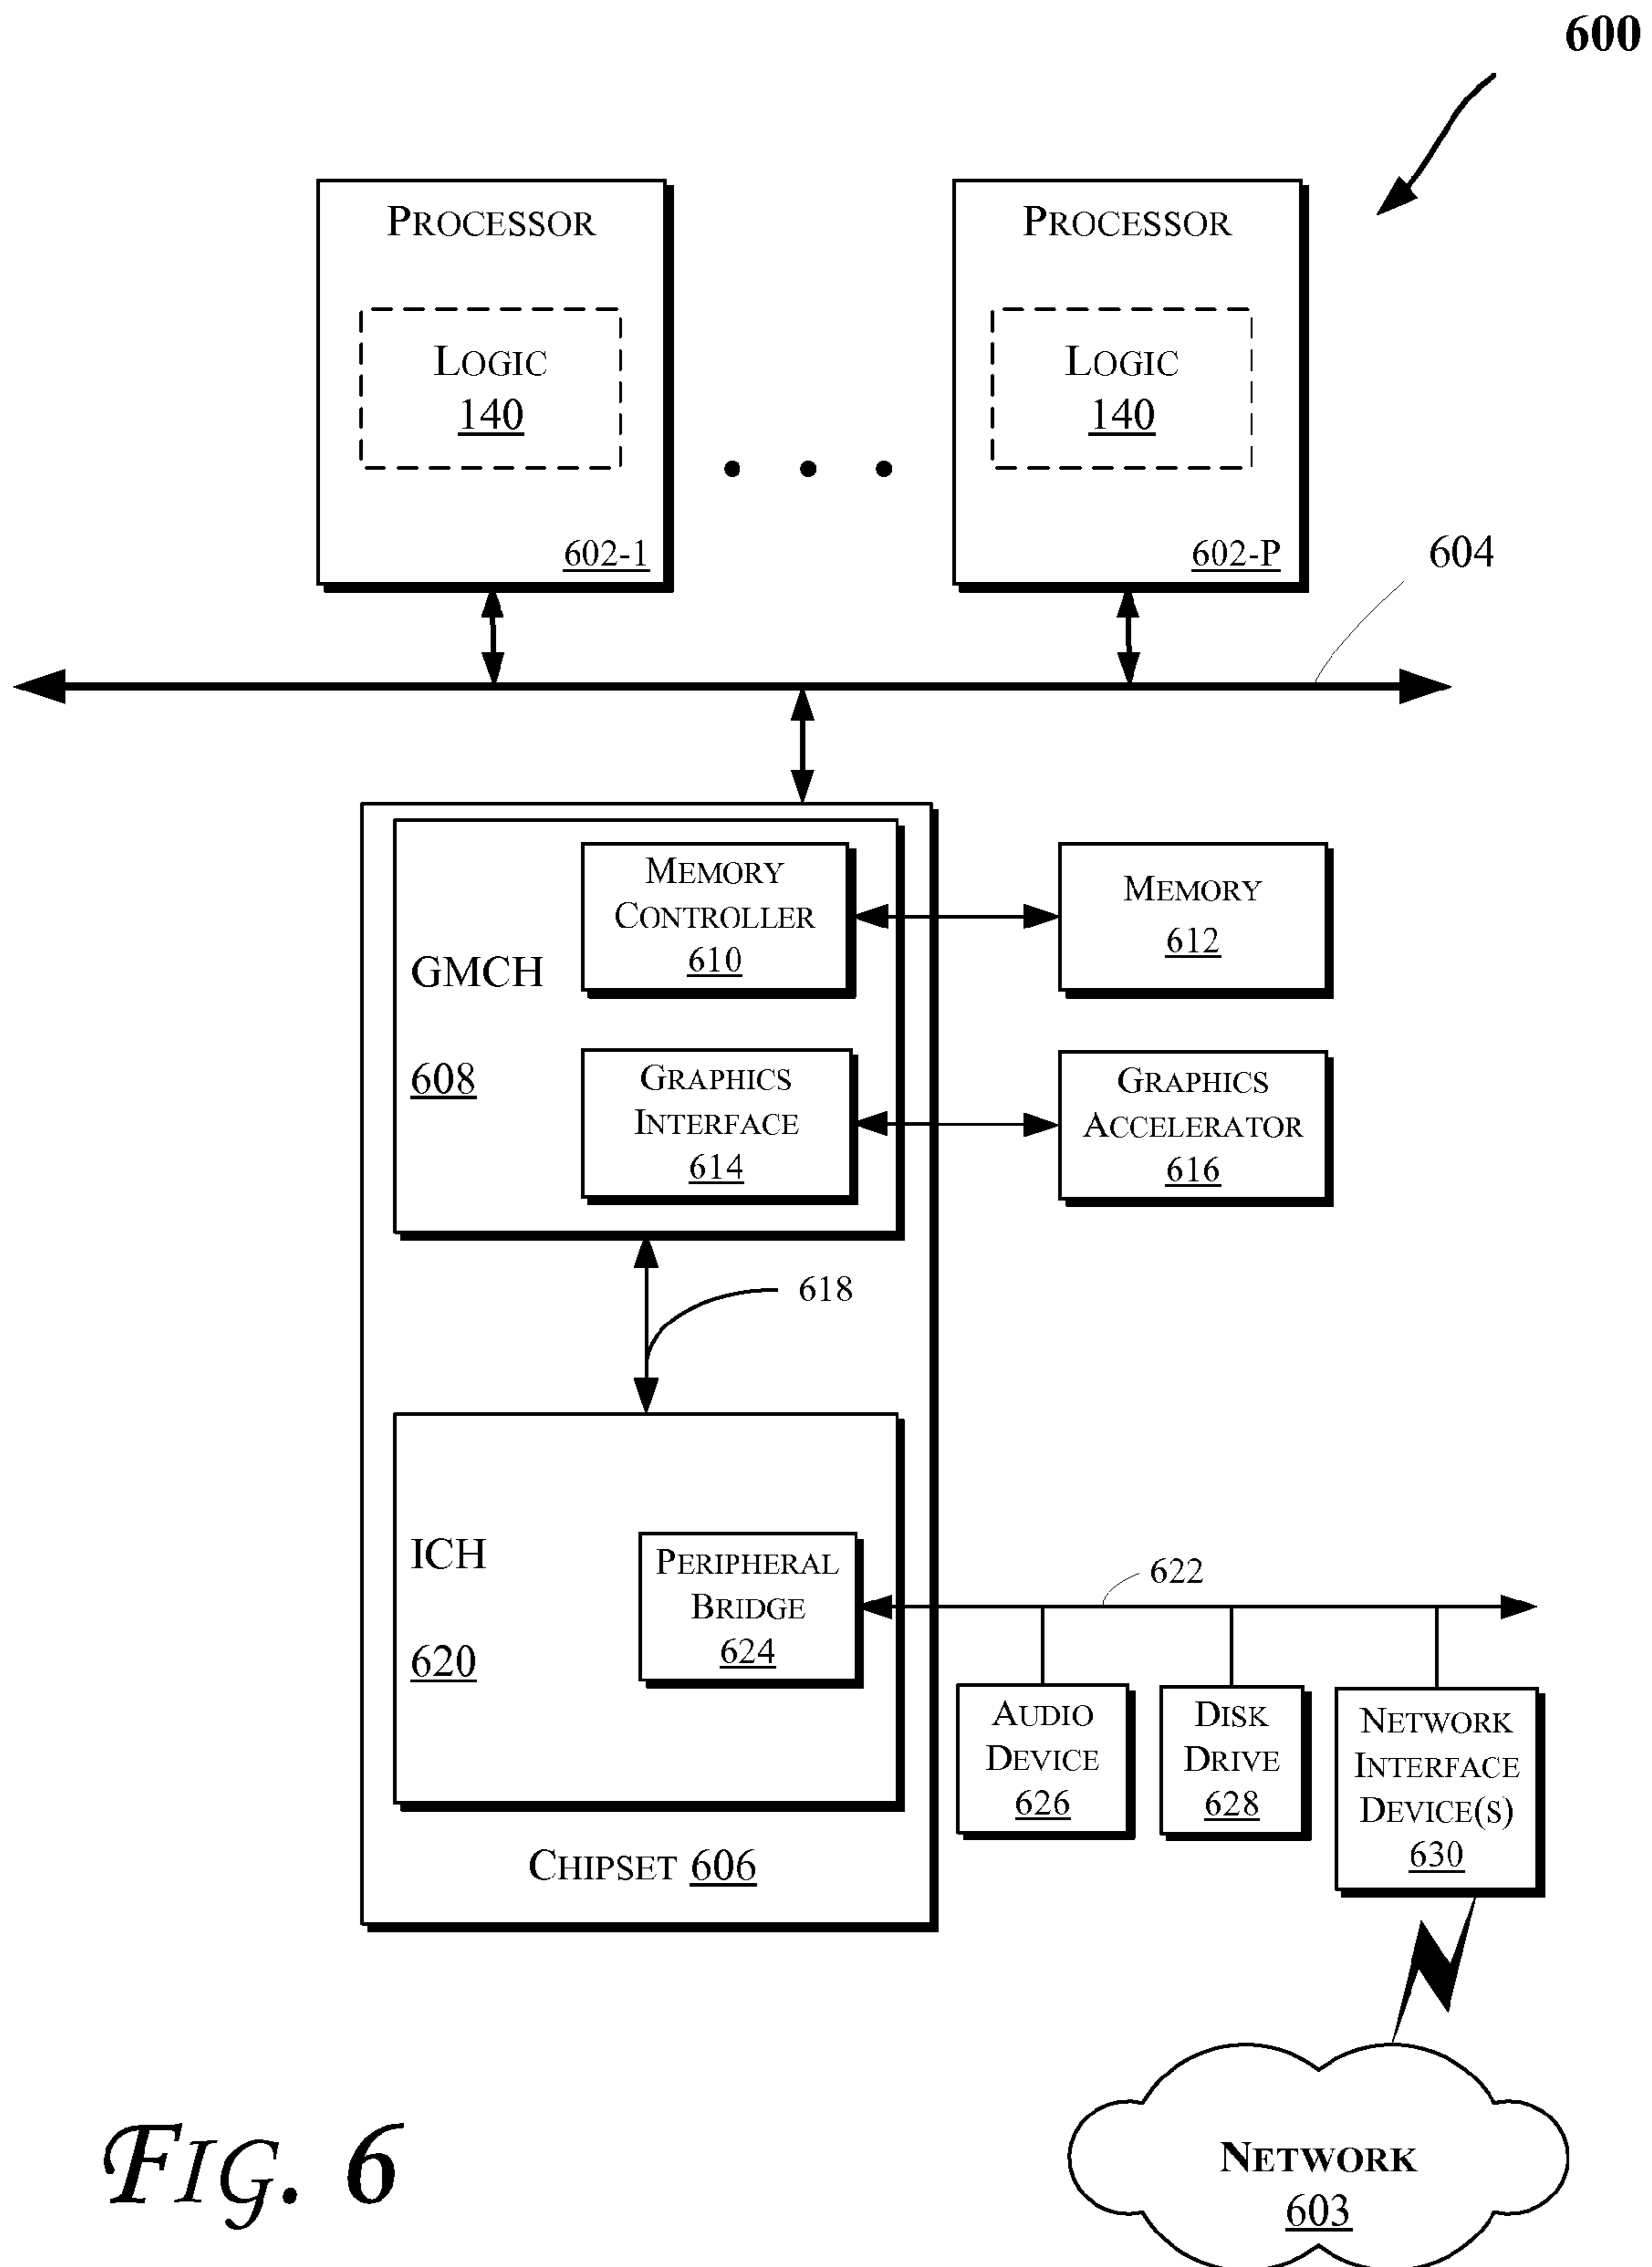 600
PROCESSOR
LOGIC
140
602-1
PROCESSOR
LOGIC
140
602-P
604
MEMORY
CONTROLLER
610
MEMORY
612
GMCH
608
GRAPHICS
INTERFACE
614
GRAPHICS
ACCELERATOR
616
618
ICH
620
PERIPHERAL
BRIDGE
624
622
AUDIO
DEVICE
626
DISK
DRIVE
628
NETWORK
INTERFACE
DEVICE(S)
630
CHIPSET 606
NETWORK
603
FIG. 6